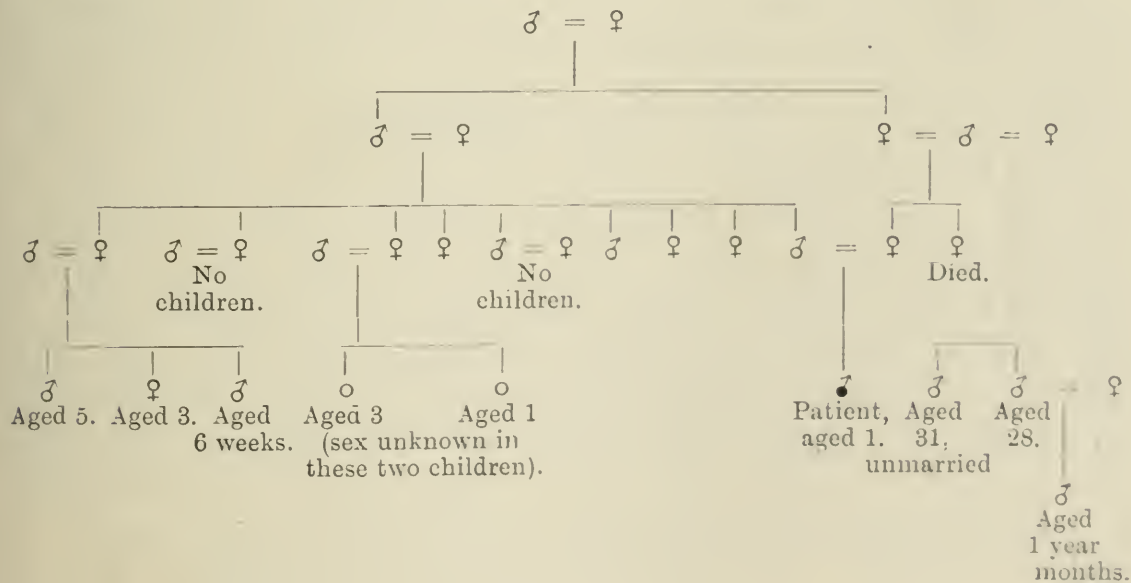 ♂ = ♀
♂ = ♀ ♀ = ♂ = ♀
♂ = ♀ ♂ = ♀ ♂ = ♀ ♀ ♂ = ♀ ♂ ♀ ♀ ♂ = ♀ ♀
No No Died.
children. children.
♂ ♀ ♂ o o ♂ ♂ ♂ = ♀
Aged 5. Aged 3. Aged Aged 3 Aged 1 Patient, Aged Aged
6 weeks. (sex unknown in aged 1. 31, 28.
these two children). unmarried
♂
Aged
1 year
months.